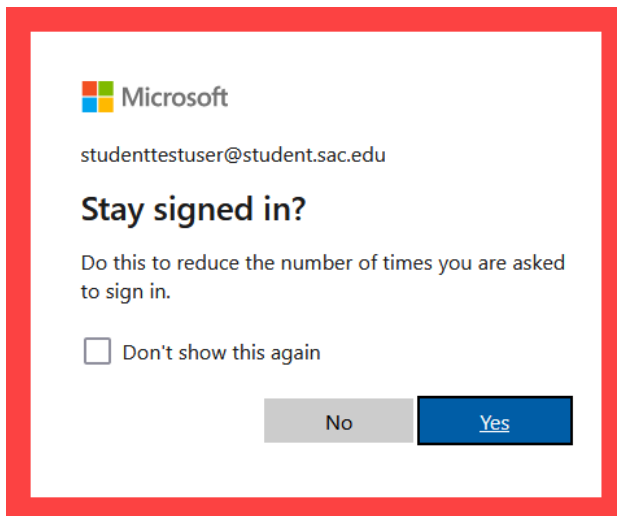 Microsoft
studenttestuser@student.sac.edu
Stay signed in?
Do this to reduce the number of times you are asked
to sign in.
Don't show this again
No
Yes